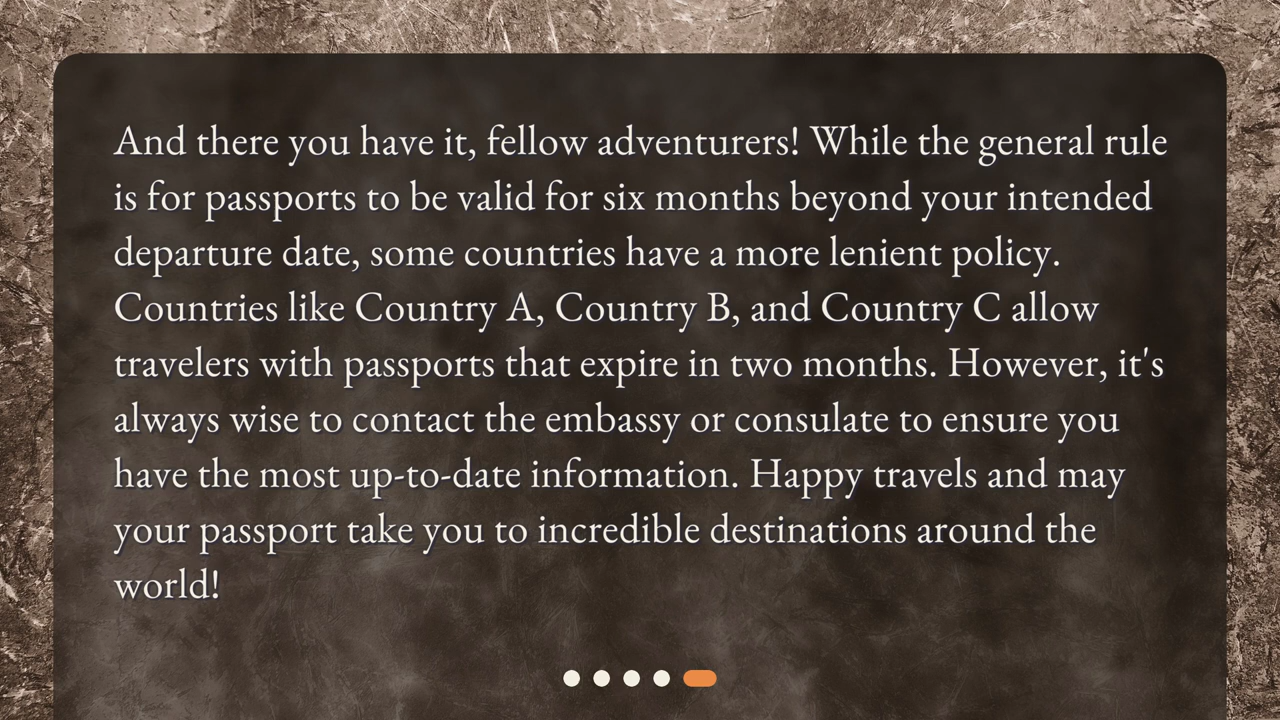 And there you have it, fellow adventurers! While the general rule
is for passports to be valid for six months beyond your intended
departure date, some countries have a more lenient policy.
Countries like Country A, Country B, and Country C allow
travelers with passports that expire in two months. However, it's
always wise to contact the embassy or consulate to ensure you
have the most up-to-date information. Happy travels and may
your passport take you to incredible destinations around the
world!